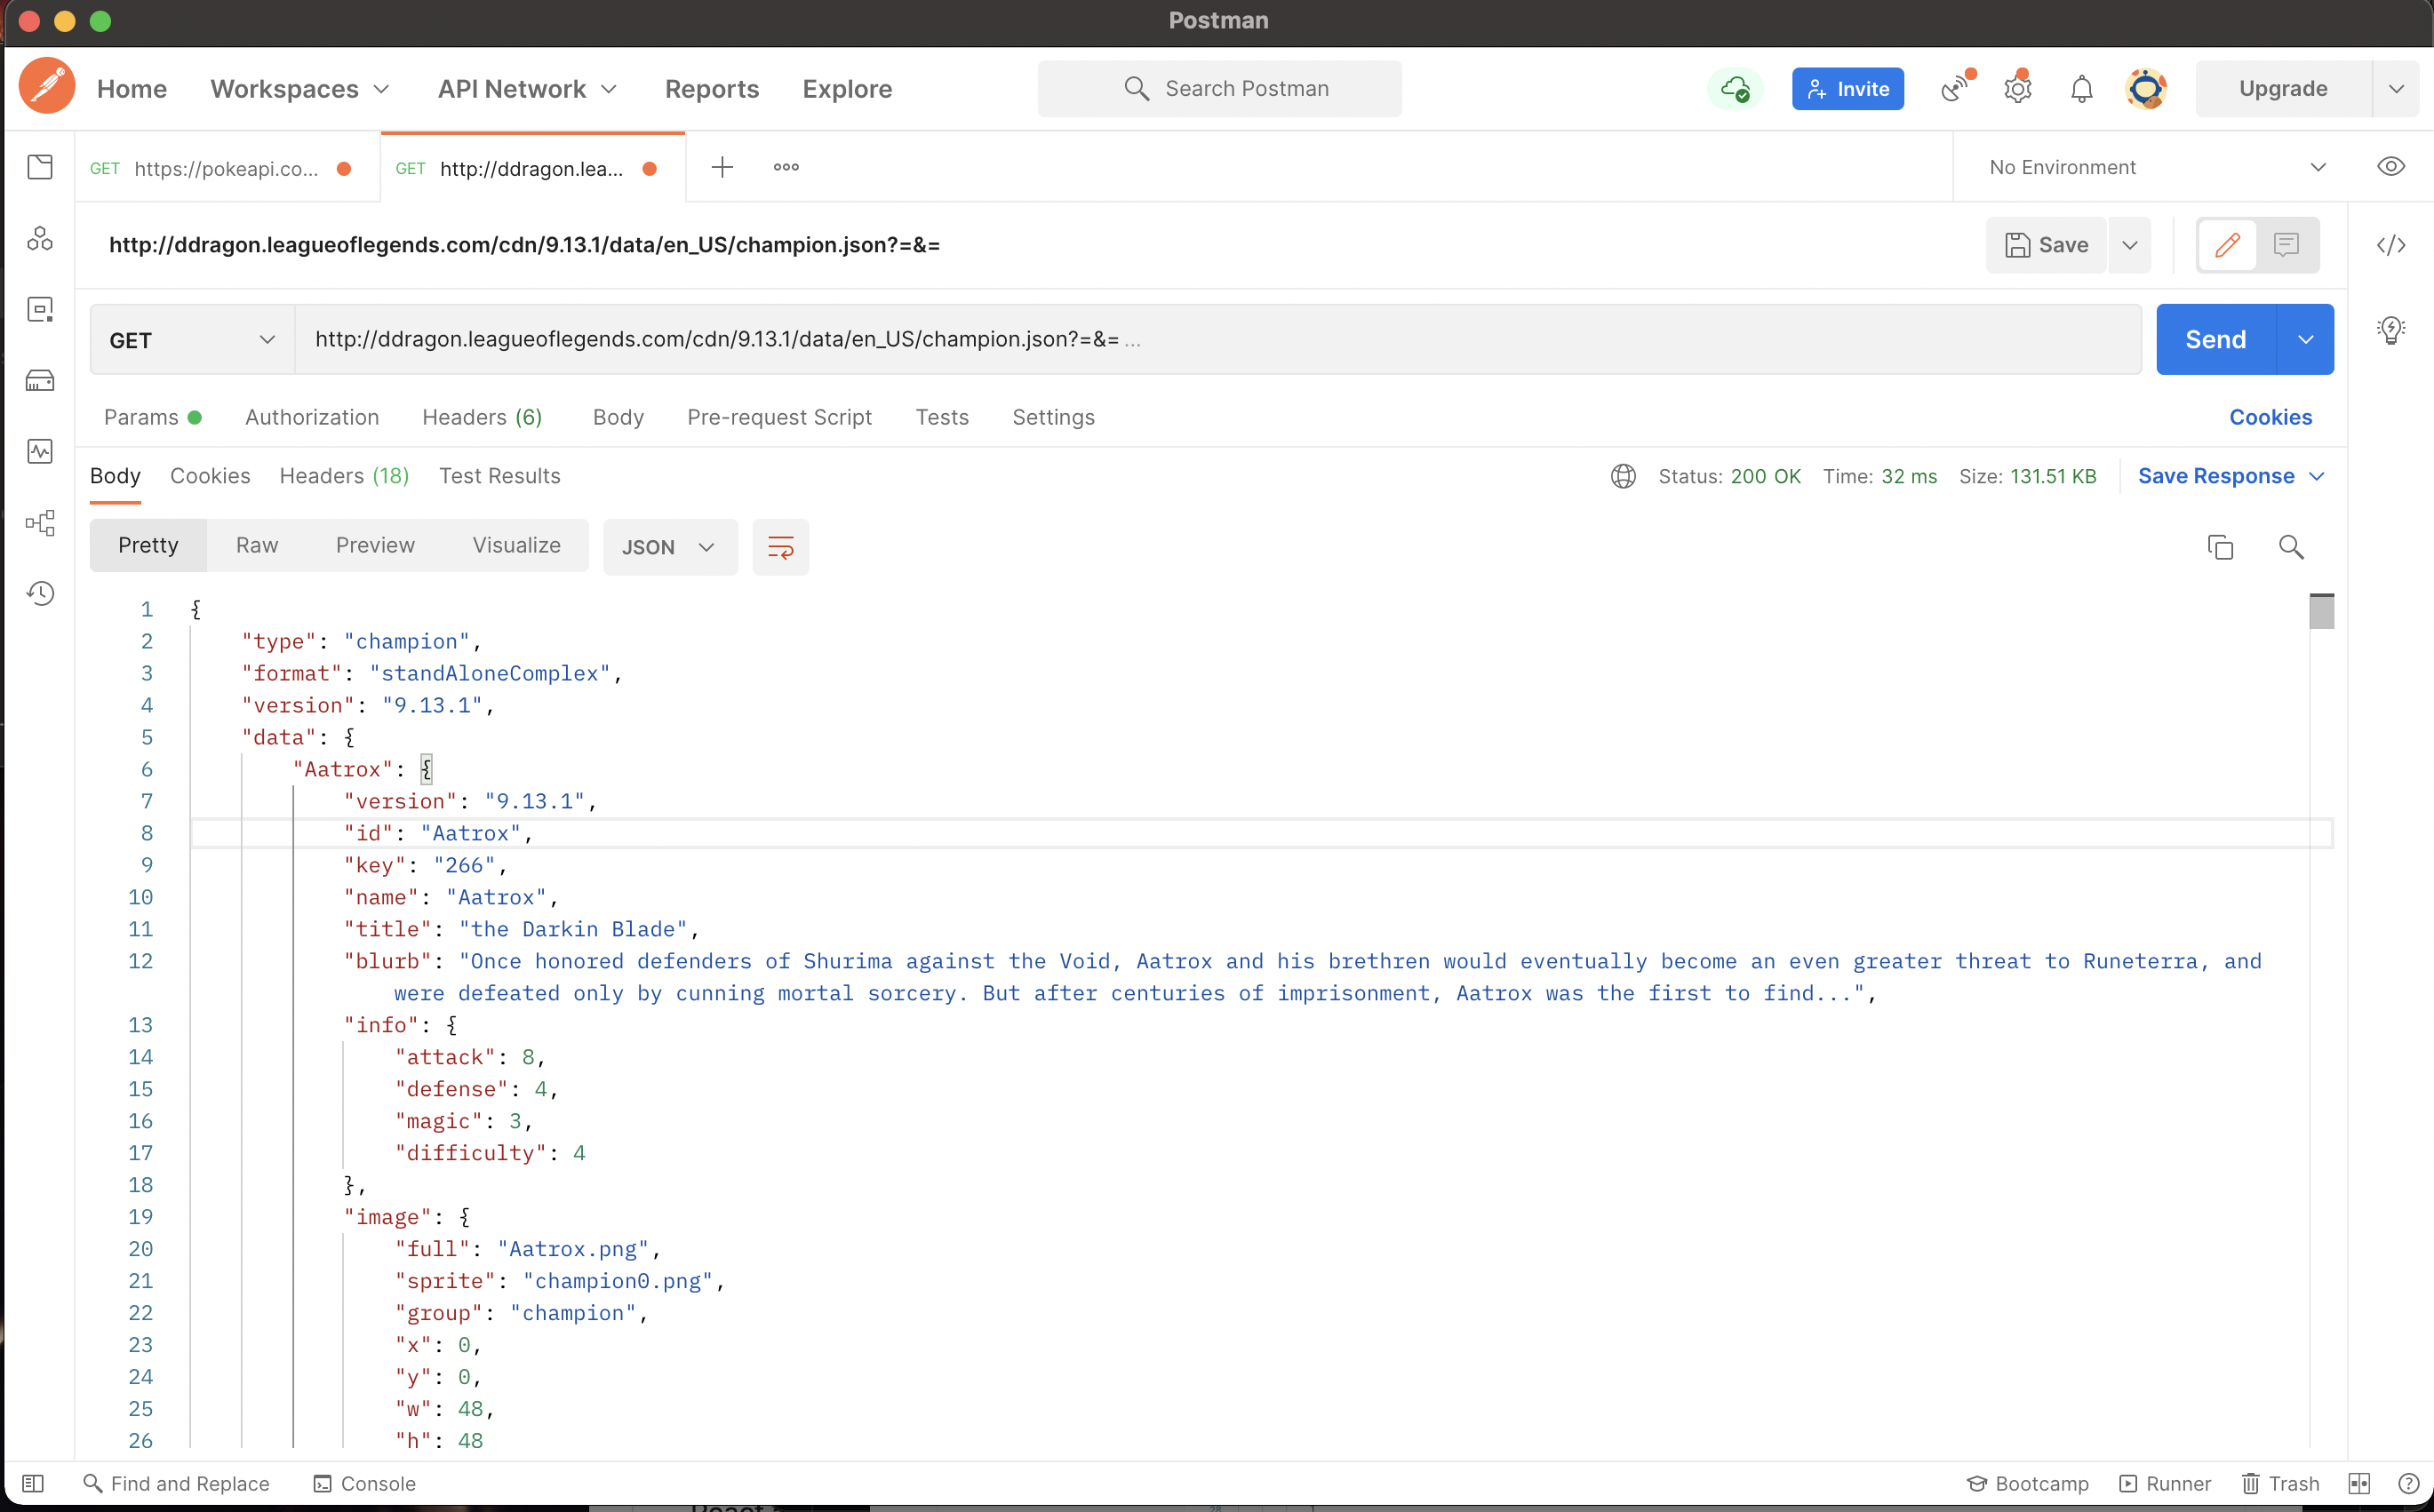 Postman
Home Workspaces API Network Reports Explore Search Postman Invite Upgrade
GET https://pokeapi.co... GET http://ddragon.lea... No Environment
http://ddragon.leagueoflegends.com/cdn/9.13.1/data/en_US/champion.json?=&= Save
GET http://ddragon.leagueoflegends.com/cdn/9.13.1/data/en_US/champion.json?=&= ... Send
Params Authorization Headers (6) Body Pre-request Script Tests Settings Cookies
Body Cookies Headers (18) Test Results Status: 200 OK Time: 32 ms Size: 131.51 KB Save Response
Pretty Raw Preview Visualize JSON
1 {
2 "type": "champion",
3 "format": "standAloneComplex",
4 "version": "9.13.1",
5 "data": {
6 "Aatrox": {
7 "version": "9.13.1",
8 "id": "Aatrox",
9 "key": "266",
10 "name": "Aatrox",
11 "title": "the Darkin Blade",
12 "blurb": "Once honored defenders of Shurima against the Void, Aatrox and his brethren would eventually become an even greater threat to Runeterra, and
were defeated only by cunning mortal sorcery. But after centuries of imprisonment, Aatrox was the first to find...",
13 "info": {
14 "attack": 8,
15 "defense": 4,
16 "magic": 3,
17 "difficulty": 4
18 },
19 "image": {
20 "full": "Aatrox.png",
21 "sprite": "champion0.png",
22 "group": "champion",
23 "x": 0,
24 "y": 0,
25 "w": 48,
26 "h": 48
Find and Replace Console Bootcamp Runner Trash